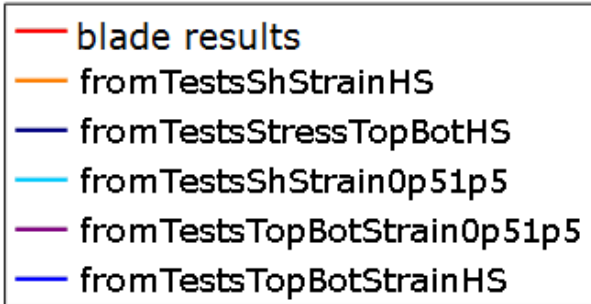 blade results
fromTestsShStrainHS
fromTestsStressTopBotHS
fromTestsShStrain0p51p5
fromTestsTopBotStrain0p51p5
fromTestsTopBotStrainHS